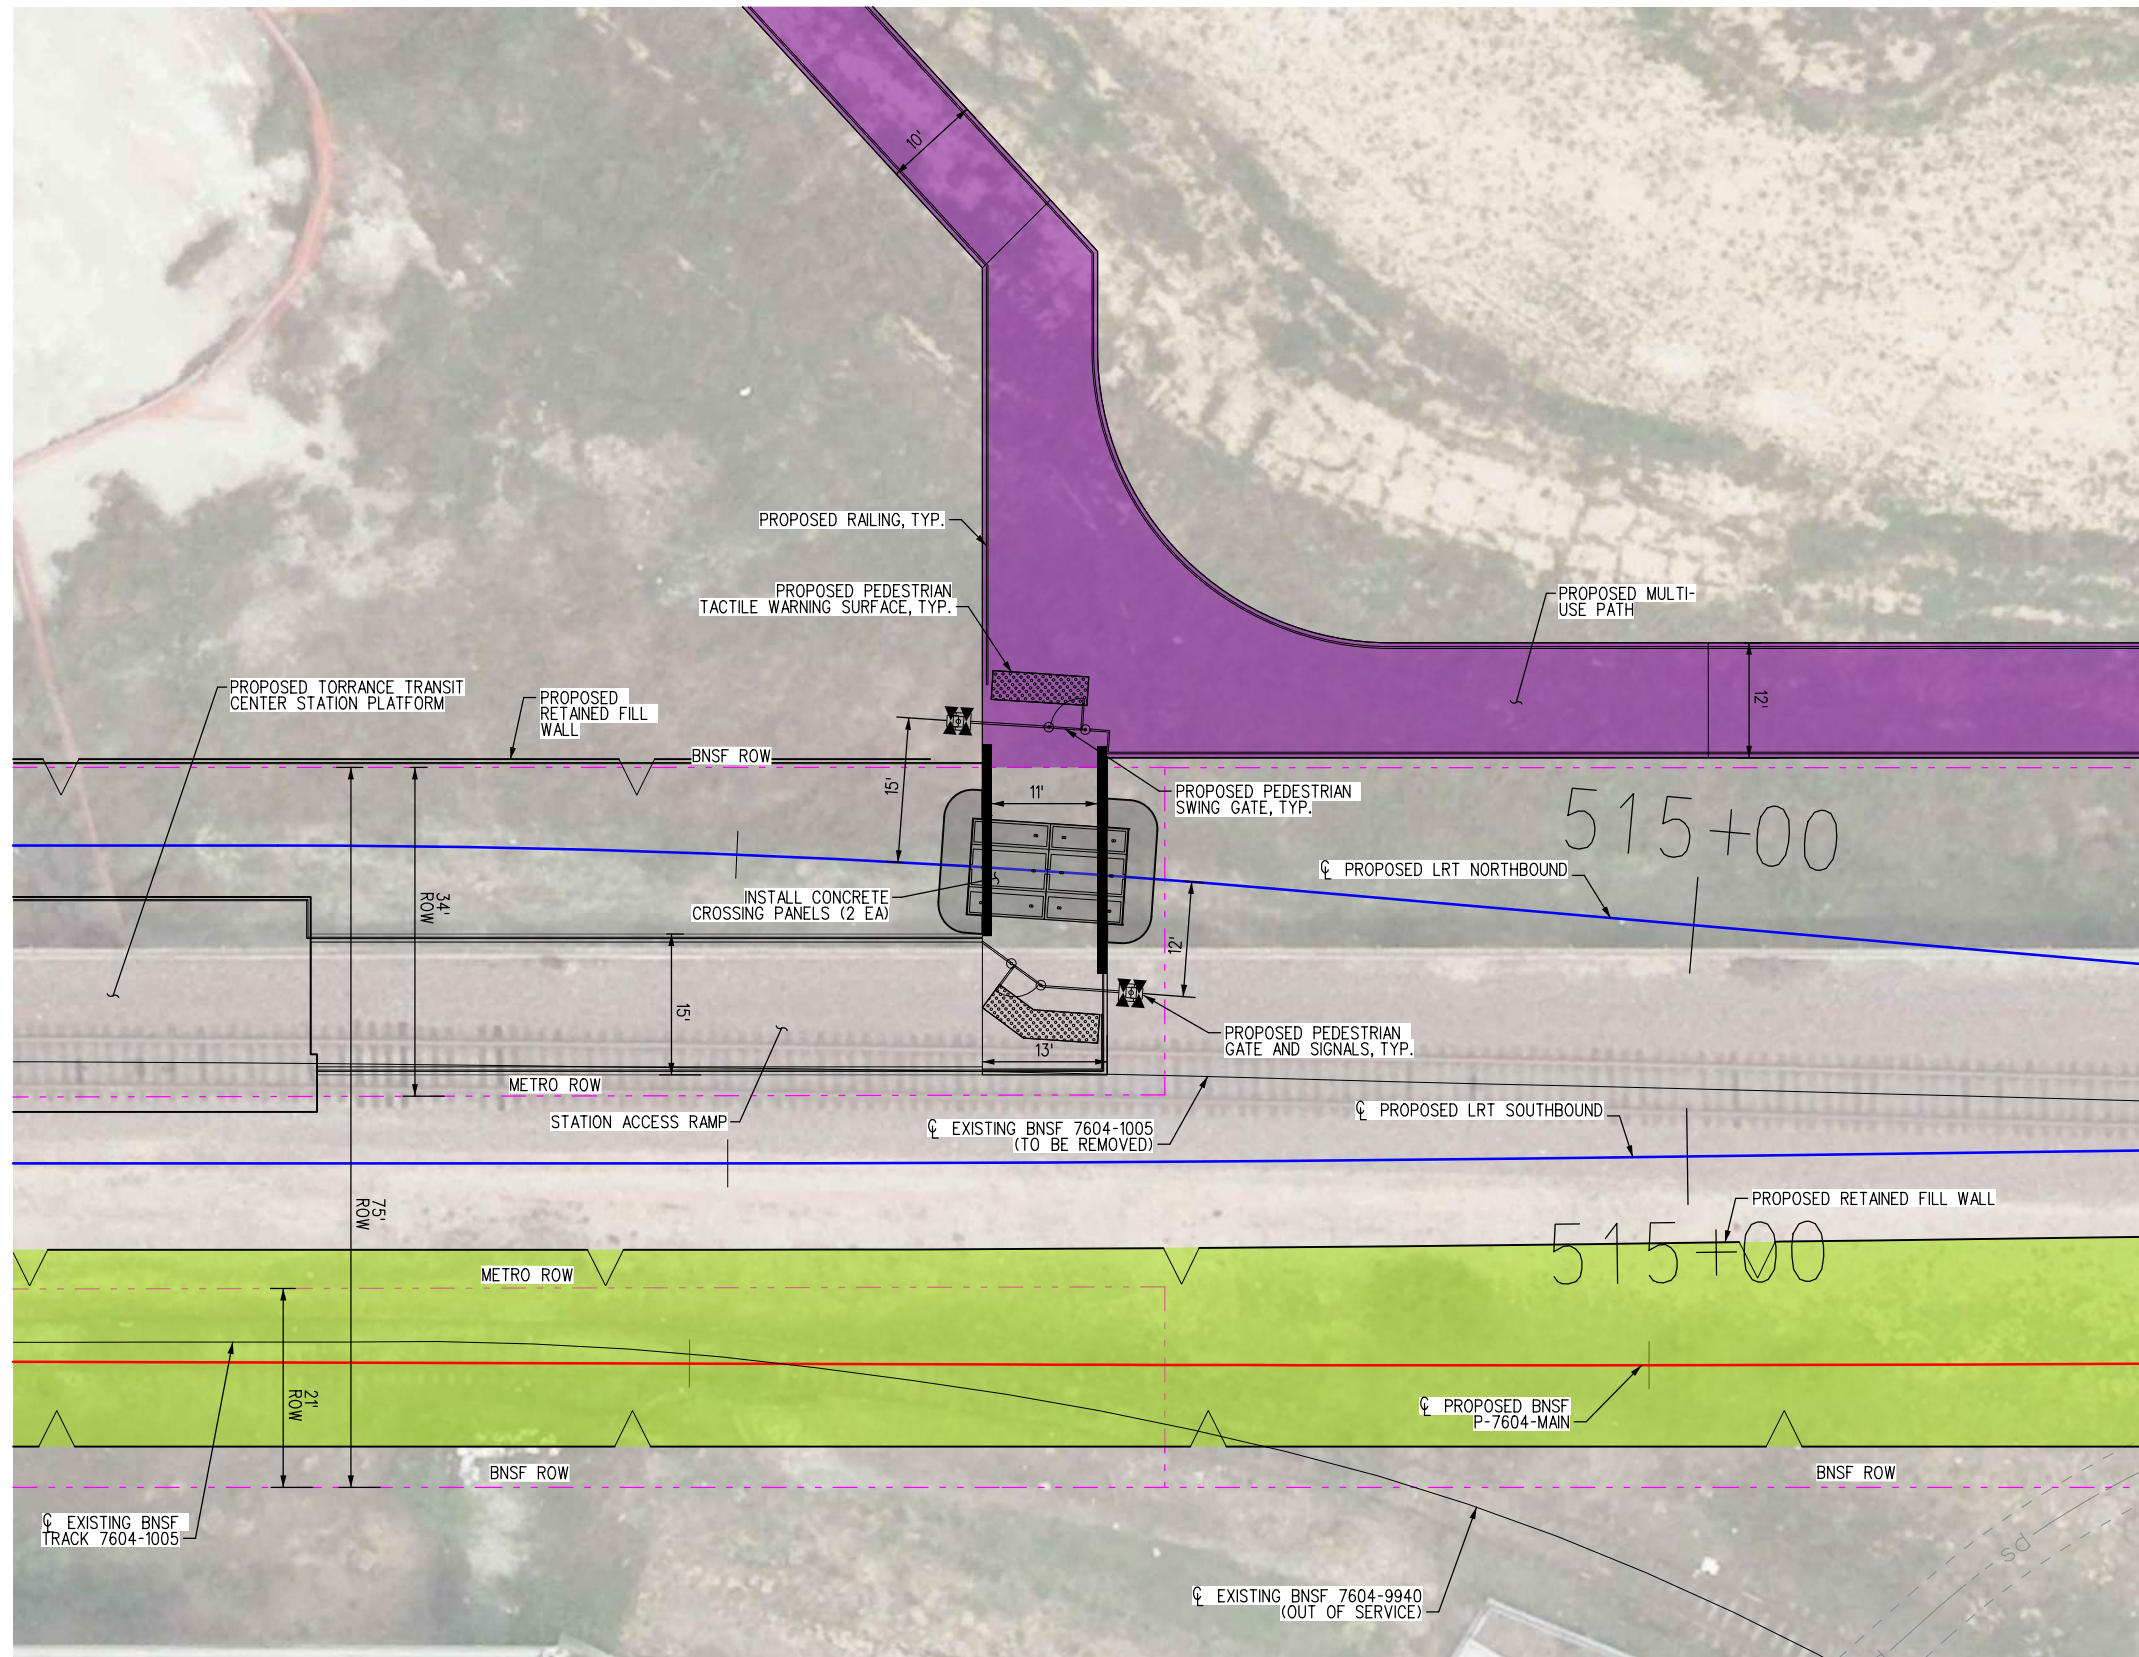 10'
PROPOSED RAILING, TYP.
PROPOSED PEDESTRIAN
TACTILE WARNING SURFACE, TYP.
PROPOSED MULTI-
USE PATH
PROPOSED TORRANCE TRANSIT
CENTER STATION PLATFORM
PROPOSED
RETAINED FILL
WALL
12'
BNSF ROW
15'
11'
PROPOSED PEDESTRIAN
SWING GATE, TYP.
515+00
℄ PROPOSED LRT NORTHBOUND
INSTALL CONCRETE
CROSSING PANELS (2 EA)
34'
ROW
12'
15'
13'
PROPOSED PEDESTRIAN
GATE AND SIGNALS, TYP.
METRO ROW
STATION ACCESS RAMP
℄ EXISTING BNSF 7604-1005
(TO BE REMOVED)
℄ PROPOSED LRT SOUTHBOUND
75'
ROW
PROPOSED RETAINED FILL WALL
515+00
METRO ROW
21'
ROW
℄ PROPOSED BNSF
P-7604-MAIN
BNSF ROW
BNSF ROW
℄ EXISTING BNSF
TRACK 7604-1005
SD
℄ EXISTING BNSF 7604-9940
(OUT OF SERVICE)